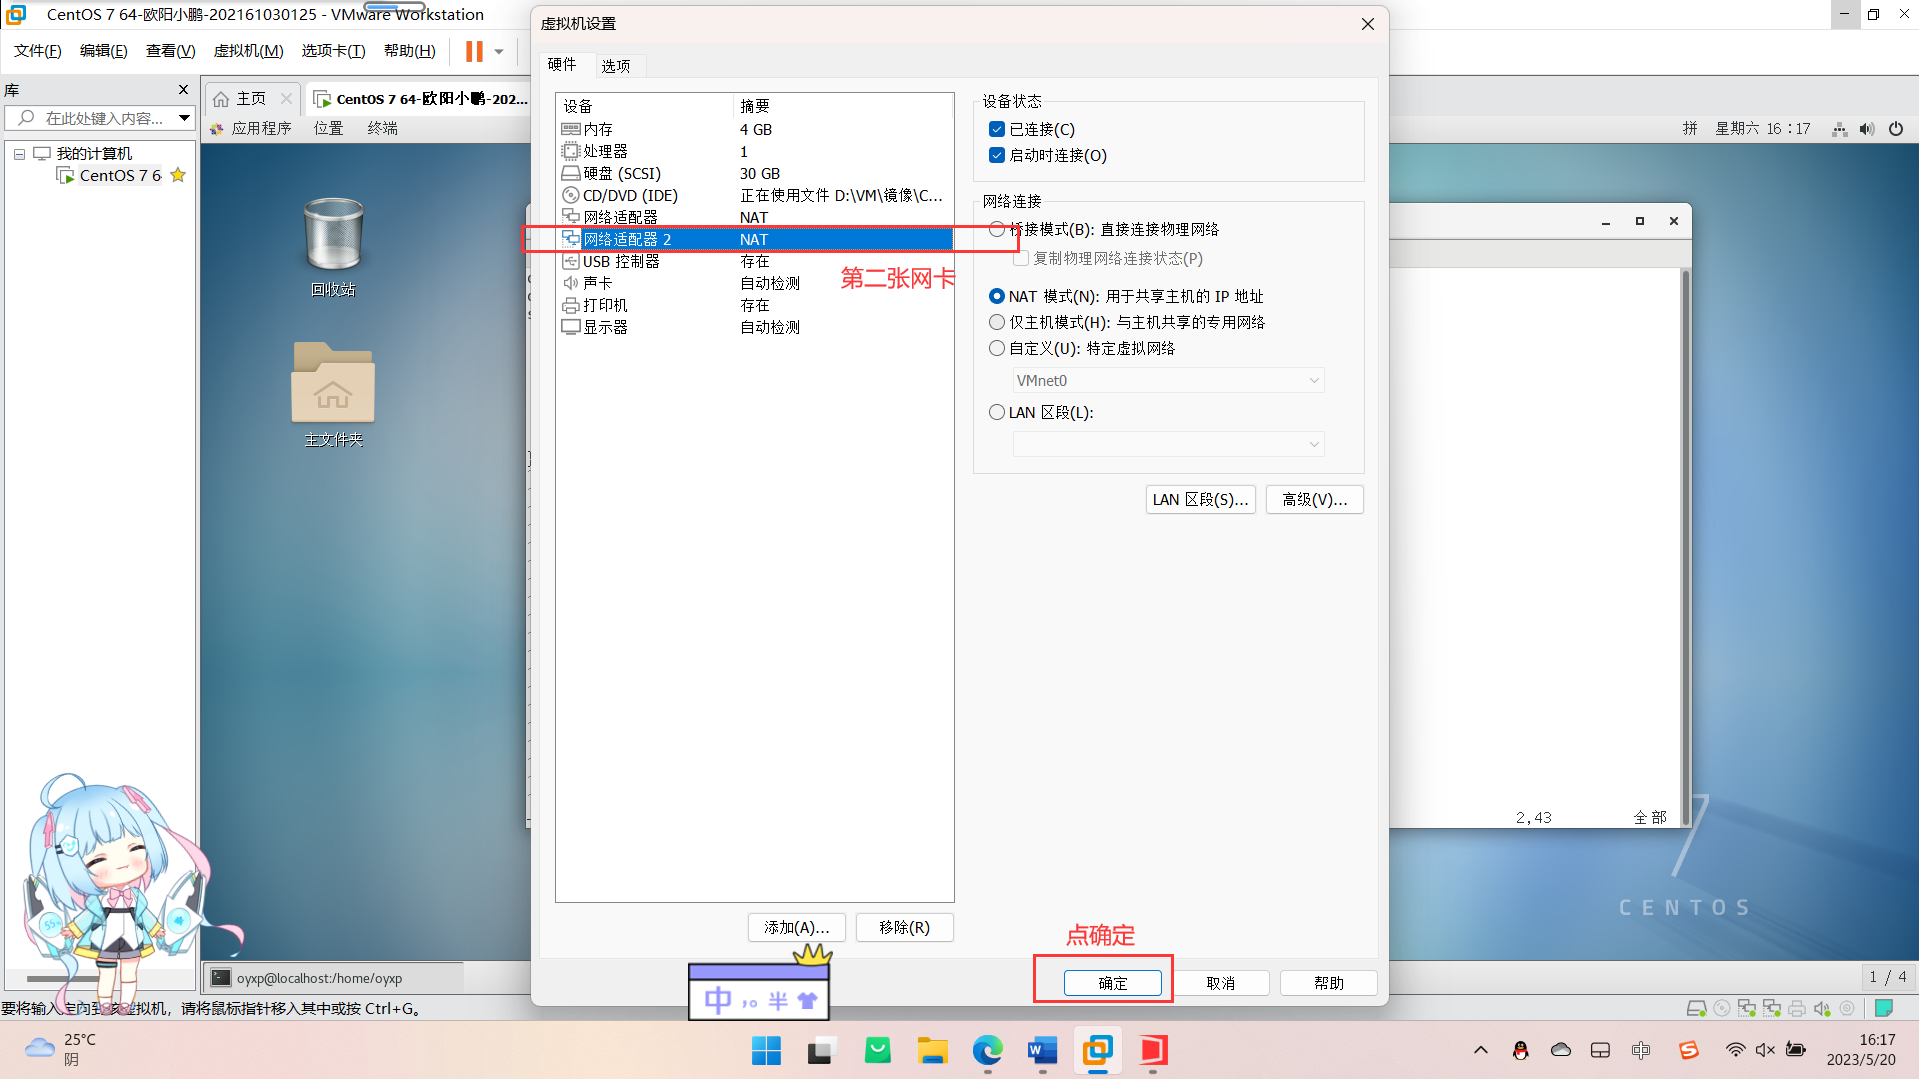 CentOS 7 64-欧阳小鹏-202161030125 - VMware Workstation
文件(F) 编辑(E) 查看(V) 虚拟机(M) 选项卡(T) 帮助(H)
库
在此处键入内容...
我的计算机
CentOS 7 6
主页
CentOS 7 64-欧阳小鹏-202...
应用程序 位置 终端
拼 星期六 16:17
回收站
主文件夹
虚拟机设置
硬件 选项
设备 摘要
内存 4 GB
处理器 1
硬盘 (SCSI) 30 GB
CD/DVD (IDE) 正在使用文件 D:\VM\镜像\C...
网络适配器 NAT
网络适配器 2 NAT
USB 控制器 存在
声卡 自动检测
打印机 存在
显示器 自动检测
第二张网卡
添加(A)... 移除(R)
设备状态
已连接(C)
启动时连接(O)
网络连接
桥接模式(B): 直接连接物理网络
复制物理网络连接状态(P)
NAT 模式(N): 用于共享主机的 IP 地址
仅主机模式(H): 与主机共享的专用网络
自定义(U): 特定虚拟网络
VMnet0
LAN 区段(L):
LAN 区段(S)... 高级(V)...
点确定
确定 取消 帮助
2,43 全部
7
CENTOS
oyxp@localhost:/home/oyxp
1 / 4
55%
中 ,。半
要将输入定向到该虚拟机，请将鼠标指针移入其中或按 Ctrl+G。
25°C
阴
中
16:17
2023/5/20